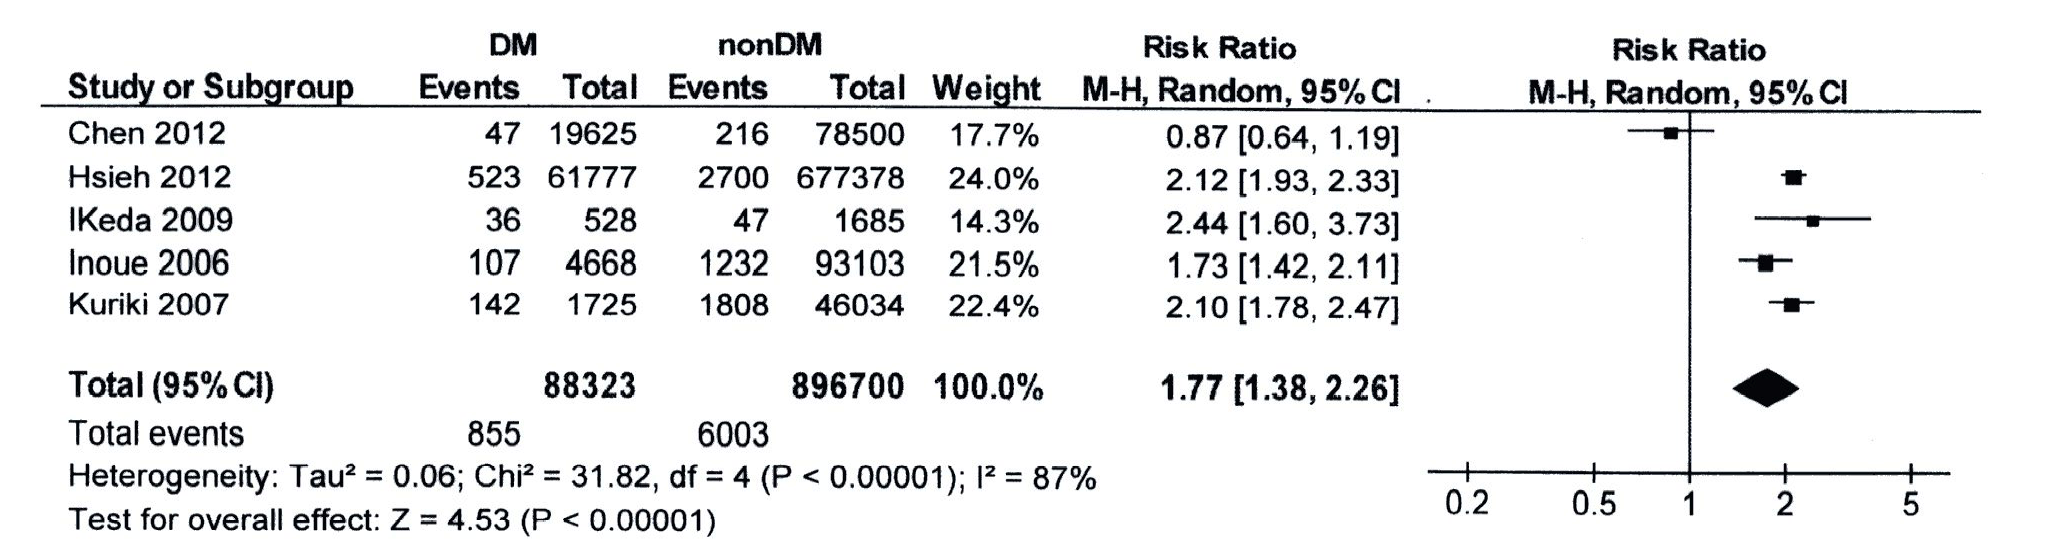 DM nonDM Risk Ratio Risk Ratio
Study or Subgroup Events Total Events Total Weight M-H, Random, 95% CI M-H, Random, 95% CI
Chen 2012 47 19625 216 78500 17.7% 0.87 [0.64, 1.19]
Hsieh 2012 523 61777 2700 677378 24.0% 2.12 [1.93, 2.33]
IKeda 2009 36 528 47 1685 14.3% 2.44 [1.60, 3.73]
Inoue 2006 107 4668 1232 93103 21.5% 1.73 [1.42, 2.11]
Kuriki 2007 142 1725 1808 46034 22.4% 2.10 [1.78, 2.47]
Total (95% CI) 88323 896700 100.0% 1.77 [1.38, 2.26]
Total events 855 6003
Heterogeneity: Tau² = 0.06; Chi² = 31.82, df = 4 (P < 0.00001); I² = 87%
Test for overall effect: Z = 4.53 (P < 0.00001)
0.2 0.5 1 2 5